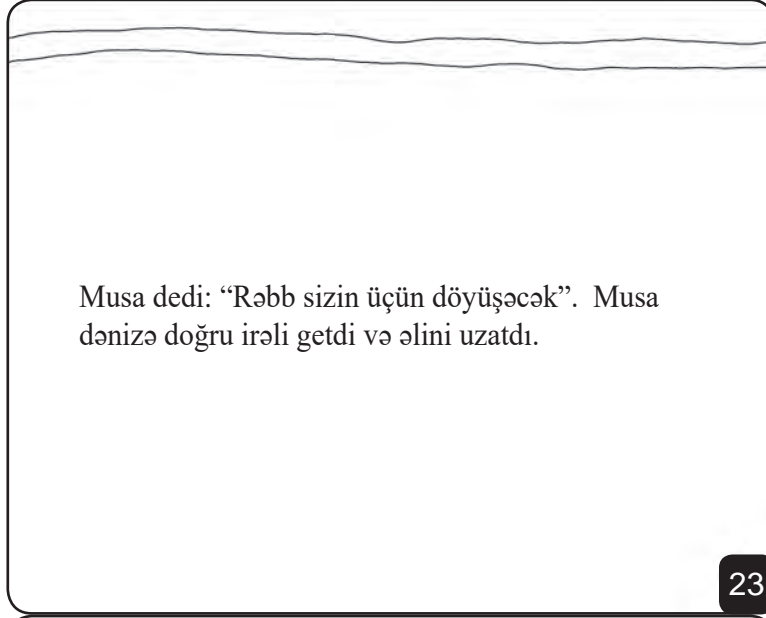 Musa dedi: “Rəbb sizin üçün döyüşəcək”.  Musa
dənizə doğru irəli getdi və əlini uzatdı.
23